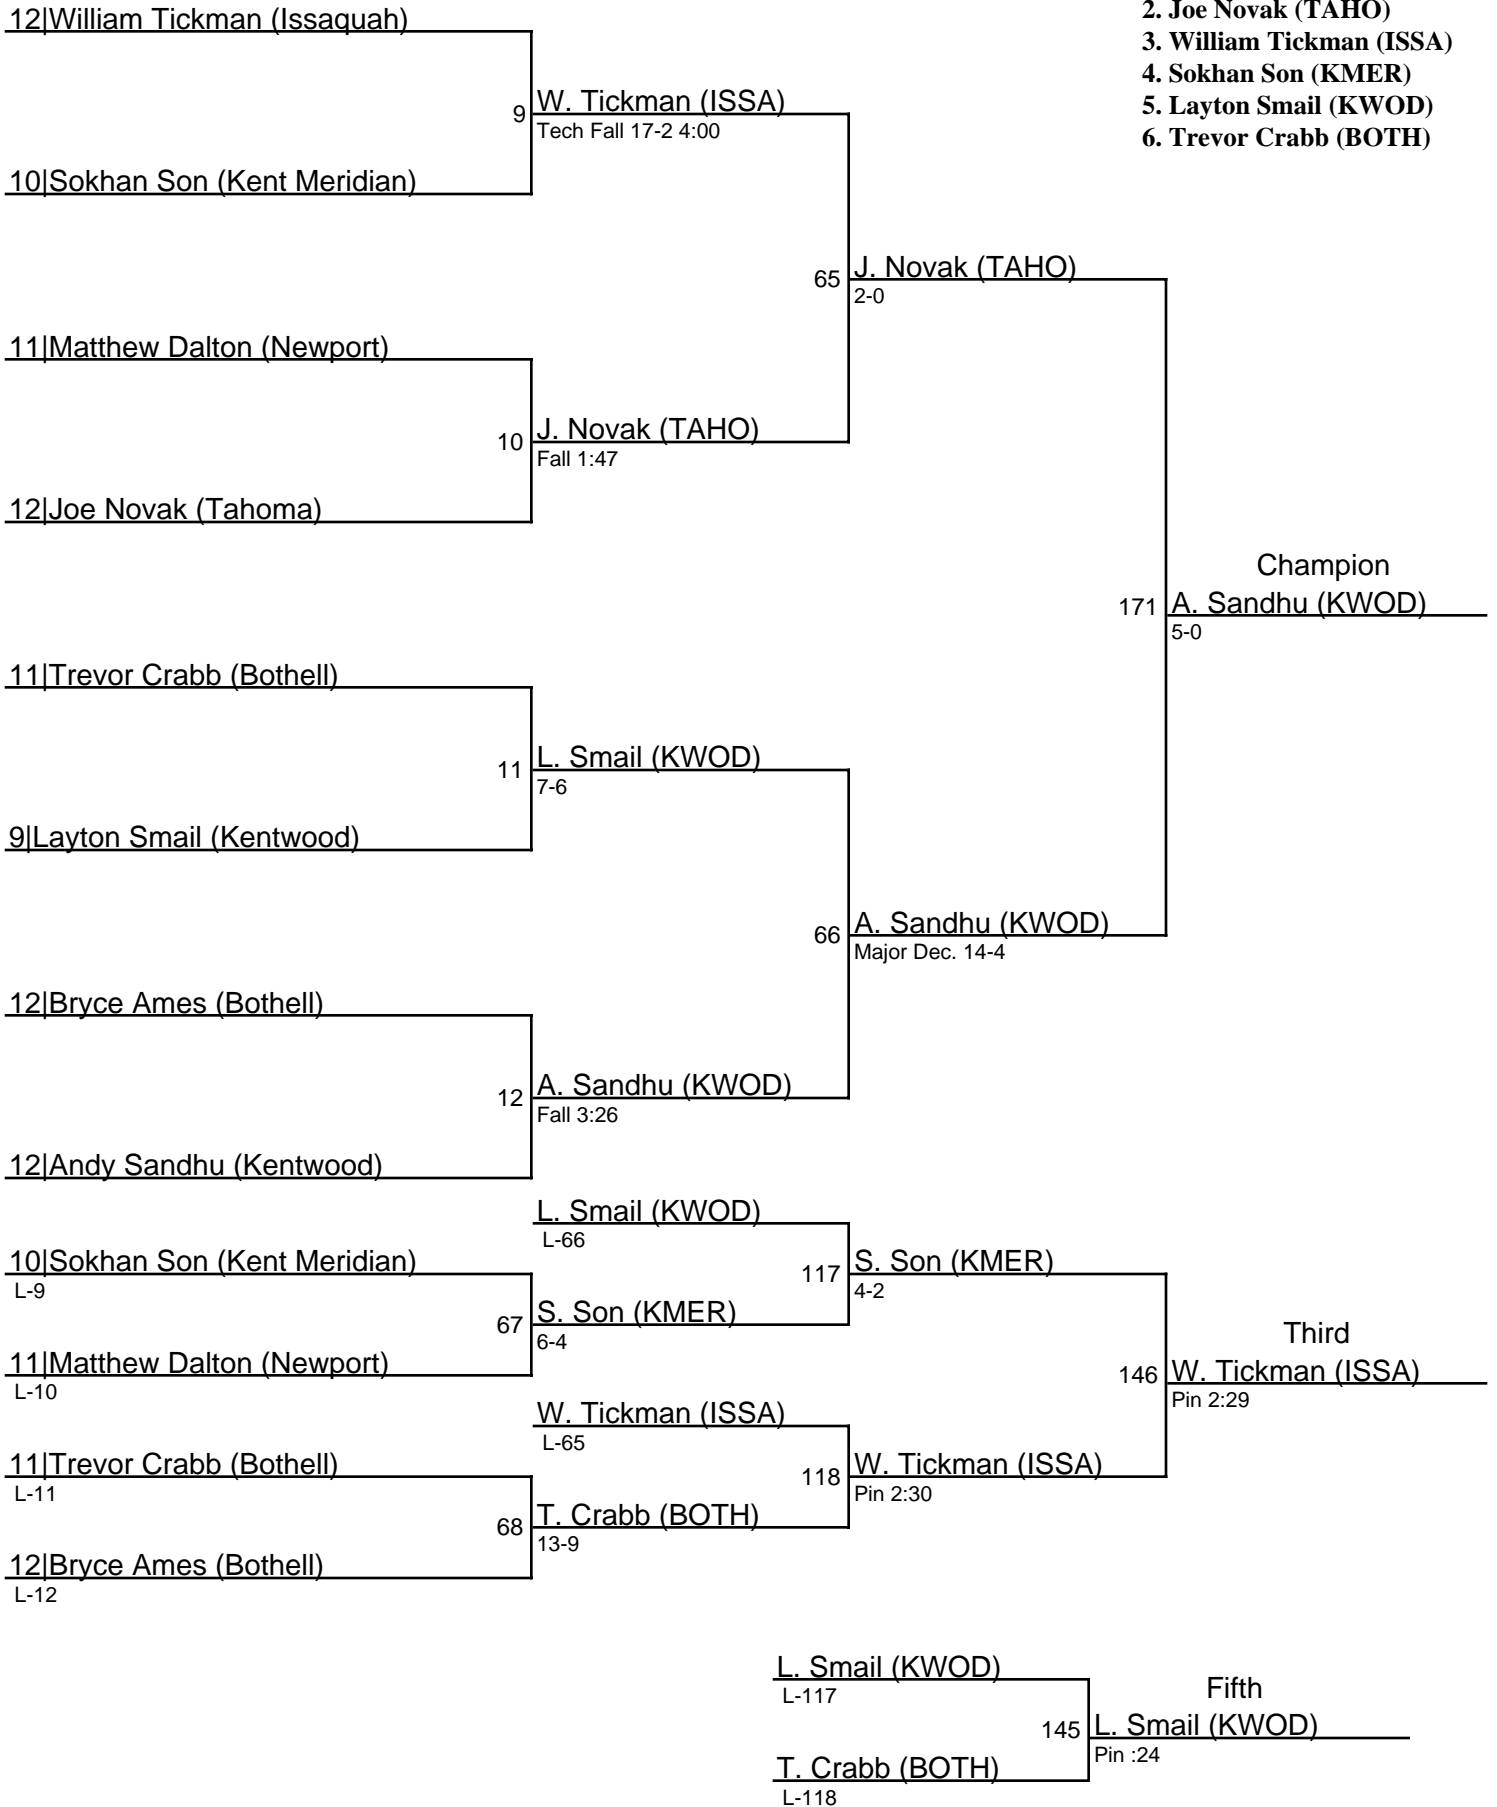 2. Joe Novak (TAHO)
3. William Tickman (ISSA)
4. Sokhan Son (KMER)
5. Layton Smail (KWOD)
6. Trevor Crabb (BOTH)
12|William Tickman (Issaquah)
9 W. Tickman (ISSA)
Tech Fall 17-2 4:00
10|Sokhan Son (Kent Meridian)
65 J. Novak (TAHO)
2-0
11|Matthew Dalton (Newport)
10 J. Novak (TAHO)
Fall 1:47
12|Joe Novak (Tahoma)
Champion
171 A. Sandhu (KWOD)
5-0
11|Trevor Crabb (Bothell)
11 L. Smail (KWOD)
7-6
9|Layton Smail (Kentwood)
66 A. Sandhu (KWOD)
Major Dec. 14-4
12|Bryce Ames (Bothell)
12 A. Sandhu (KWOD)
Fall 3:26
12|Andy Sandhu (Kentwood)
L. Smail (KWOD)
L-66
10|Sokhan Son (Kent Meridian)
L-9
117 S. Son (KMER)
4-2
67 S. Son (KMER)
6-4
11|Matthew Dalton (Newport)
L-10
Third
146 W. Tickman (ISSA)
Pin 2:29
W. Tickman (ISSA)
L-65
11|Trevor Crabb (Bothell)
L-11
118 W. Tickman (ISSA)
Pin 2:30
68 T. Crabb (BOTH)
13-9
12|Bryce Ames (Bothell)
L-12
L. Smail (KWOD)
L-117
Fifth
145 L. Smail (KWOD)
Pin :24
T. Crabb (BOTH)
L-118